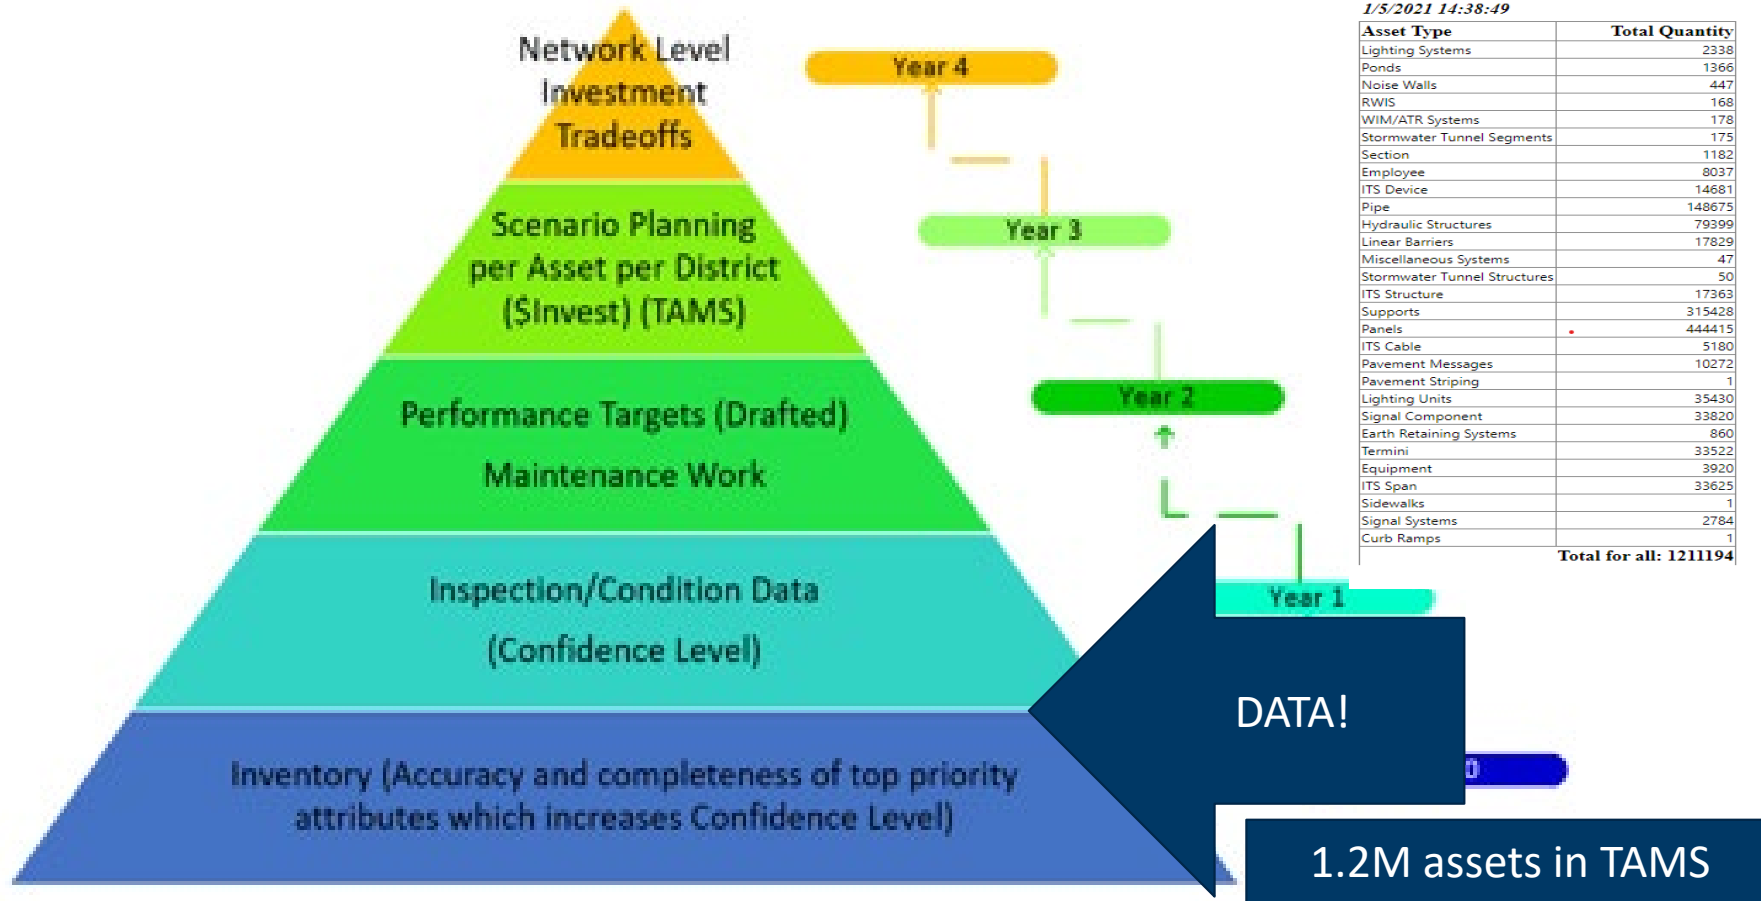 Network Level
Investment
Tradeoffs
Scenario Planning
per Asset per District
($Invest) (TAMS)
Performance Targets (Drafted)
Maintenance Work
Inspection/Condition Data
(Confidence Level)
Inventory (Accuracy and completeness of top priority
attributes which increases Confidence Level)
Year 4
Year 3
Year 2
Year 1
0
DATA!
1.2M assets in TAMS
1/5/2021 14:38:49
Asset Type Total Quantity
Lighting Systems 2338
Ponds 1366
Noise Walls 447
RWIS 168
WIM/ATR Systems 178
Stormwater Tunnel Segments 175
Section 1182
Employee 8037
ITS Device 14681
Pipe 148675
Hydraulic Structures 79399
Linear Barriers 17829
Miscellaneous Systems 47
Stormwater Tunnel Structures 50
ITS Structure 17363
Supports 315428
Panels 444415
ITS Cable 5180
Pavement Messages 10272
Pavement Striping 1
Lighting Units 35430
Signal Component 33820
Earth Retaining Systems 860
Termini 33522
Equipment 3920
ITS Span 33625
Sidewalks 1
Signal Systems 2784
Curb Ramps 1
Total for all: 1211194